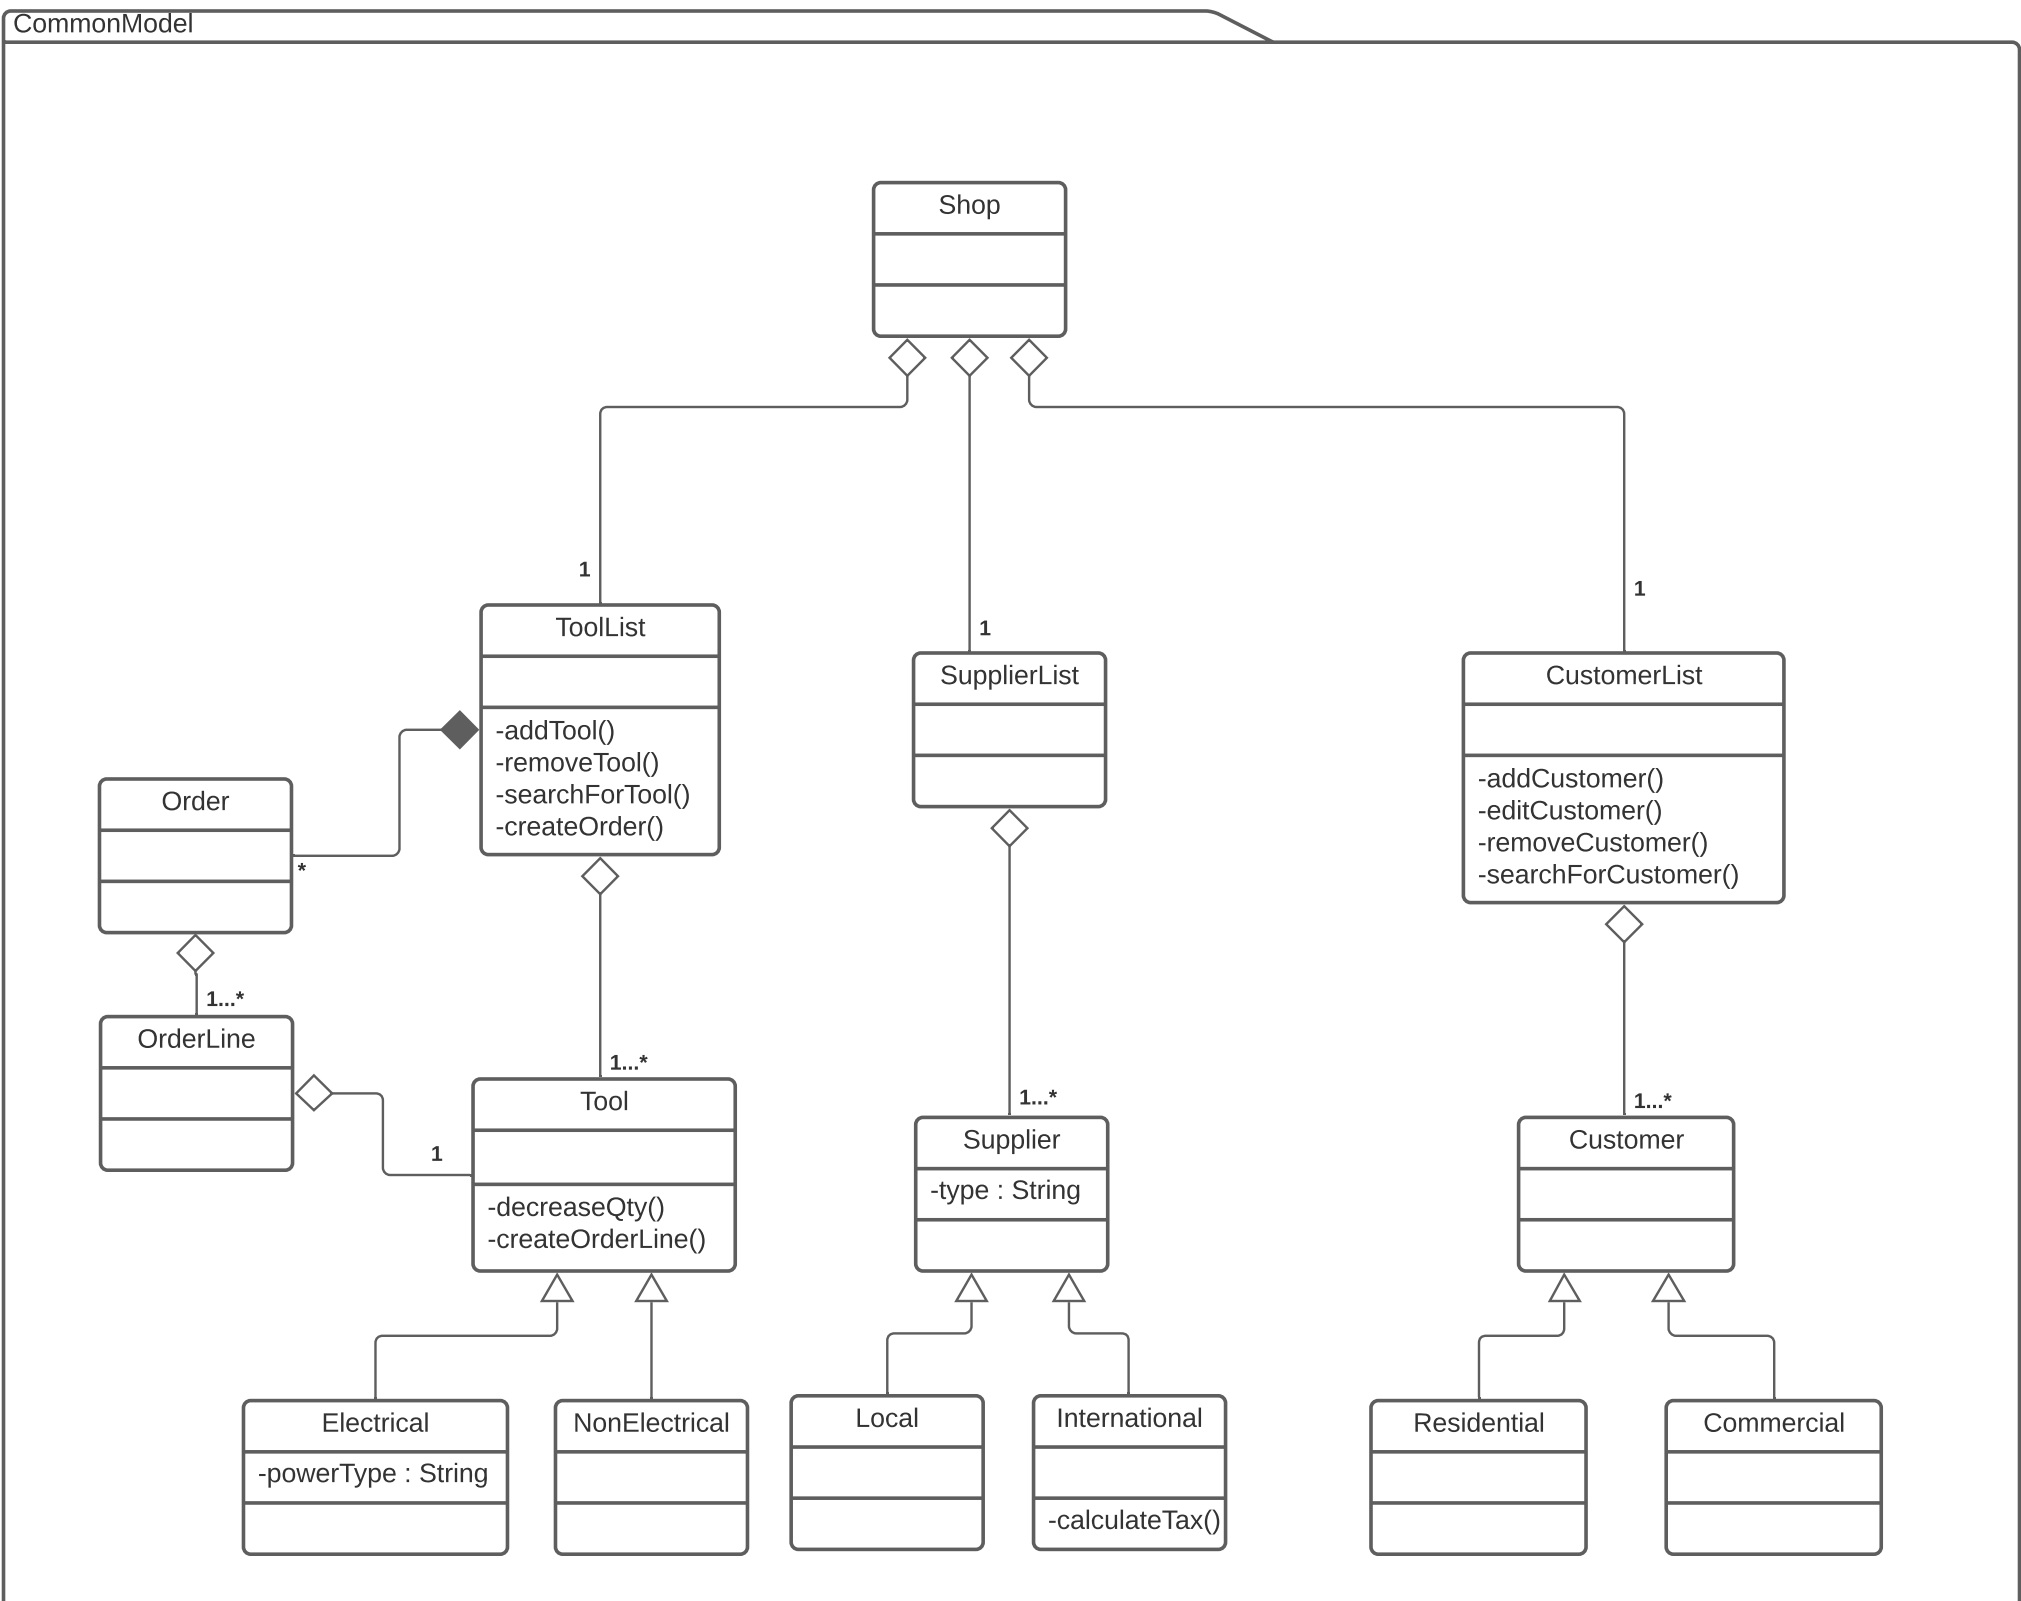 CommonModel
Shop
1
1
1
ToolList
-addTool()
-removeTool()
-searchForTool()
-createOrder()
SupplierList
CustomerList
-addCustomer()
-editCustomer()
-removeCustomer()
-searchForCustomer()
Order
*
1...*
OrderLine
1
1...*
Tool
-decreaseQty()
-createOrderLine()
1...*
Supplier
-type : String
1...*
Customer
Electrical
-powerType : String
NonElectrical
Local
International
-calculateTax()
Residential
Commercial